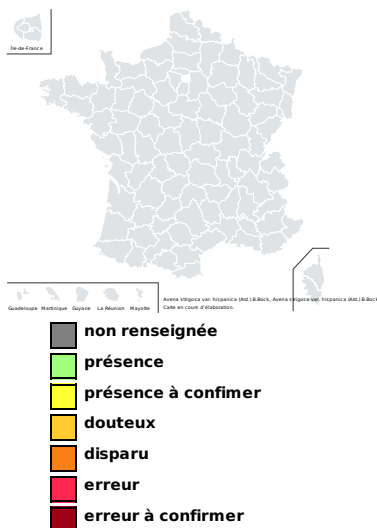 Île-de-France
Guadeloupe Martinique Guyane La Réunion Mayotte
Avena strigosa var. hispanica (Ard.) B.Bock, Avena strigosa var. hispanica (Ard.) B.Bock
Carte en cours d'élaboration.
non renseignée
présence
présence à confimer
douteux
disparu
erreur
erreur à confirmer